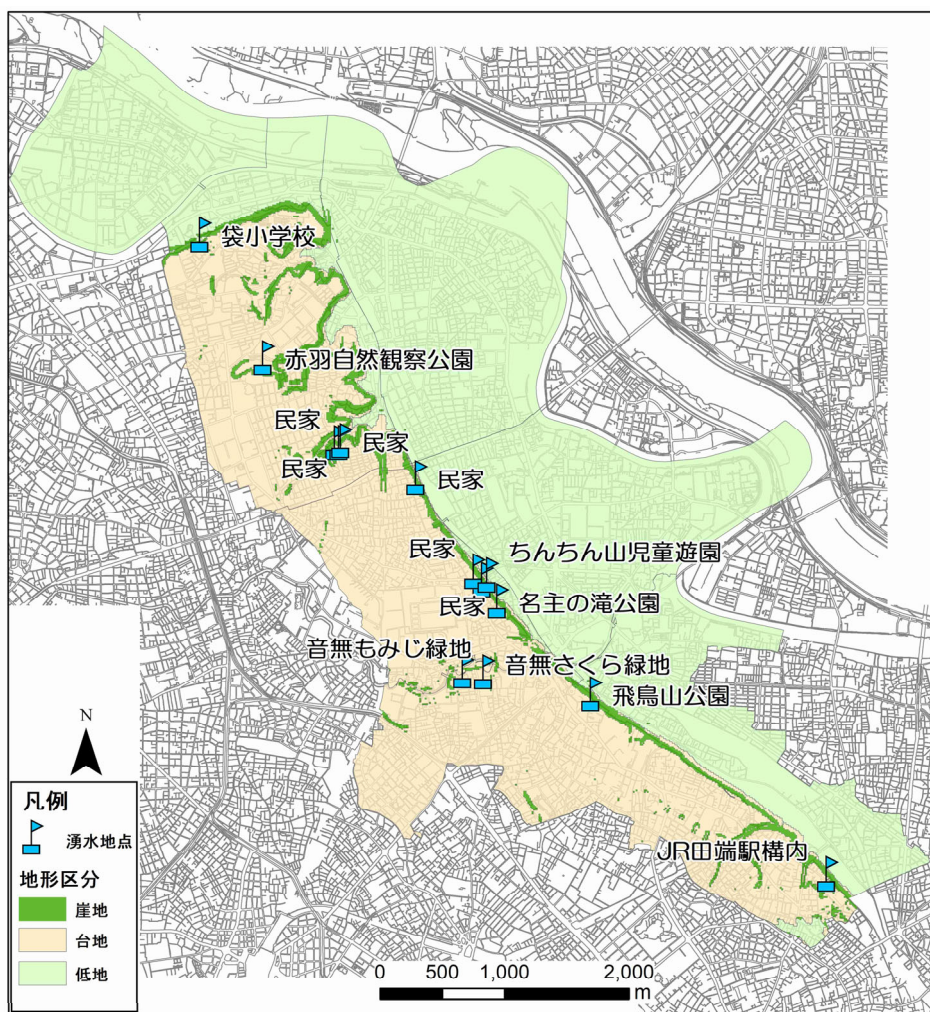 袋小学校
赤羽自然観察公園
民家
民家
民家
民家
民家
ちんちん山児童遊園
民家
名主の滝公園
音無もみじ緑地
音無さくら緑地
飛鳥山公園
JR田端駅構内
N
凡例
湧水地点
地形区分
崖地
台地
低地
0 500 1,000 2,000
m